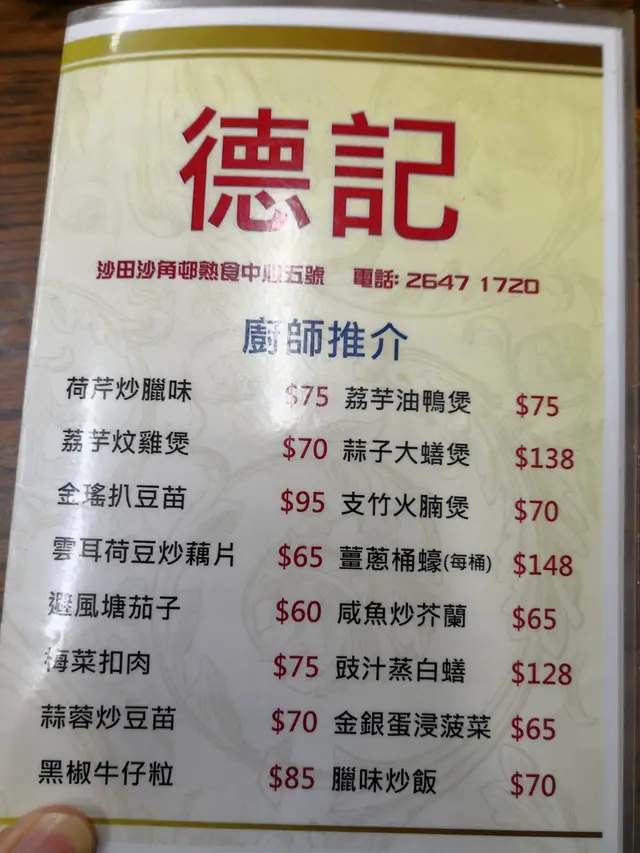 德記
沙田沙角邨熟食中心五號 電話: 2647 1720
廚師推介
荷芹炒臘味 $75 荔芋油鴨煲 $75
荔芋炆雞煲 $70 蒜子大鱔煲 $138
金瑤扒豆苗 $95 支竹火腩煲 $70
雲耳荷豆炒藕片 $65 薑蔥桶蠔(每桶) $148
避風塘茄子 $60 咸魚炒芥蘭 $65
梅菜扣肉 $75 豉汁蒸白鱔 $128
蒜蓉炒豆苗 $70 金銀蛋浸菠菜 $65
黑椒牛仔粒 $85 臘味炒飯 $70